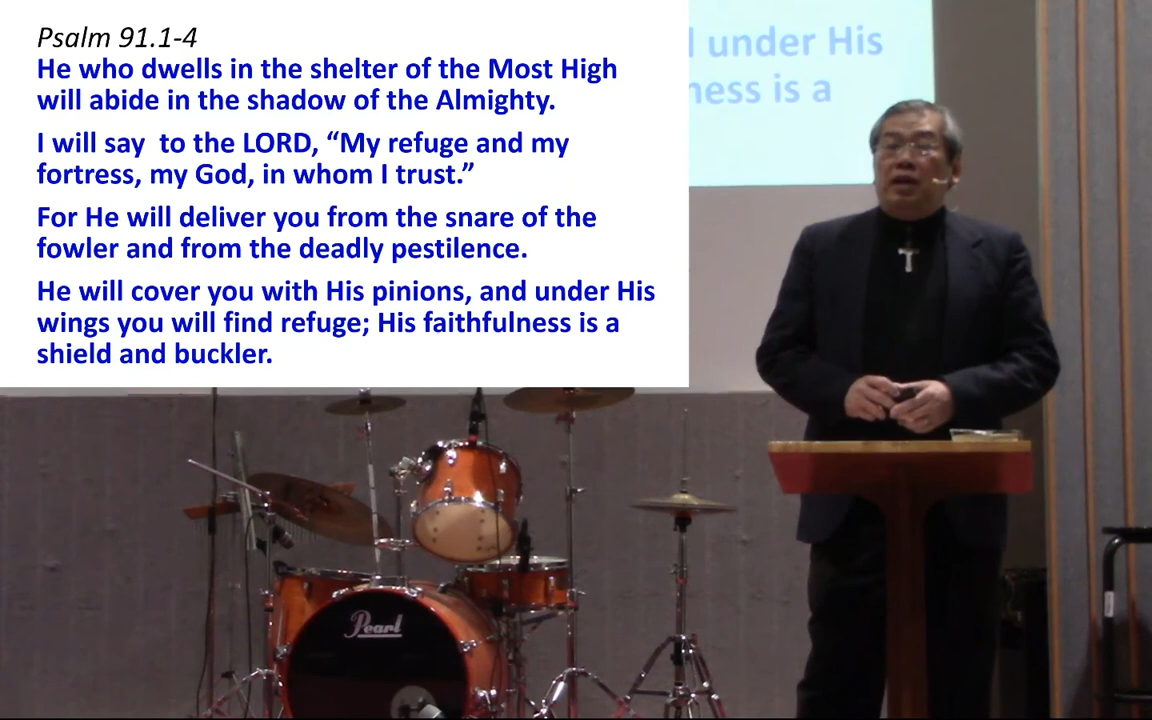 Psalm 91.1-4
He who dwells in the shelter of the Most High
will abide in the shadow of the Almighty.
I will say  to the LORD, “My refuge and my
fortress, my God, in whom I trust.”
For He will deliver you from the snare of the
fowler and from the deadly pestilence.
He will cover you with His pinions, and under His
wings you will find refuge; His faithfulness is a
shield and buckler.
under His
ness is a
Pearl